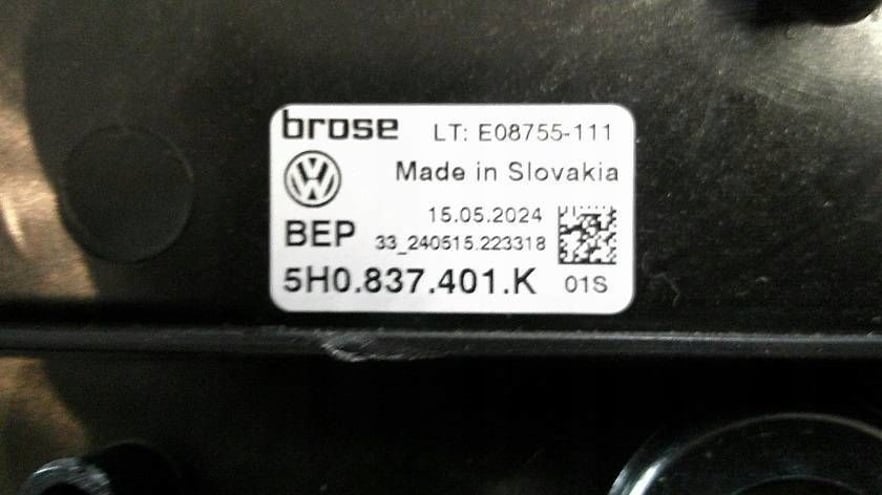 brose LT: E08755-111
Made in Slovakia
15.05.2024
BEP 33_240515.223318
5H0.837.401.K 01S